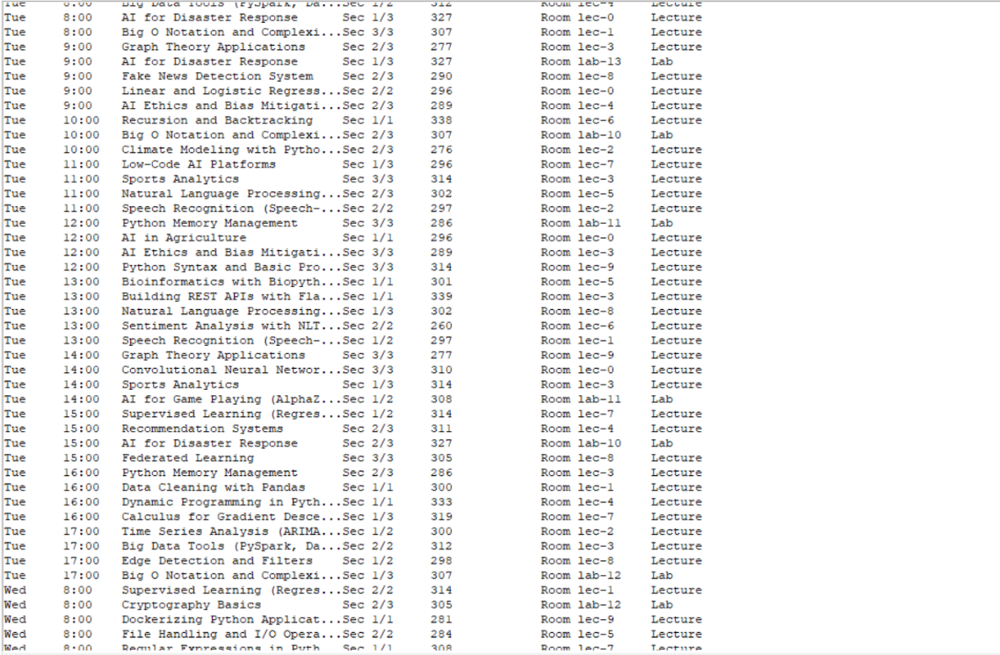 Tue 8:00 Big Data Tools (PySpark, Da...Sec 1/2 312 Room lec-4 Lecture
Tue 8:00 AI for Disaster Response Sec 2/3 327 Room lec-0 Lecture
Tue 8:00 Big O Notation and Complexi...Sec 3/3 307 Room lec-1 Lecture
Tue 9:00 Graph Theory Applications Sec 2/3 277 Room lec-3 Lecture
Tue 9:00 AI for Disaster Response Sec 1/3 327 Room lab-13 Lab
Tue 9:00 Fake News Detection System Sec 2/3 290 Room lec-8 Lecture
Tue 9:00 Linear and Logistic Regress...Sec 2/2 296 Room lec-0 Lecture
Tue 9:00 AI Ethics and Bias Mitigati...Sec 2/3 289 Room lec-4 Lecture
Tue 10:00 Recursion and Backtracking Sec 1/1 338 Room lec-6 Lecture
Tue 10:00 Big O Notation and Complexi...Sec 2/3 307 Room lab-10 Lab
Tue 10:00 Climate Modeling with Pytho...Sec 2/3 276 Room lec-2 Lecture
Tue 11:00 Low-Code AI Platforms Sec 1/3 296 Room lec-7 Lecture
Tue 11:00 Sports Analytics Sec 3/3 314 Room lec-3 Lecture
Tue 11:00 Natural Language Processing...Sec 2/3 302 Room lec-5 Lecture
Tue 11:00 Speech Recognition (Speech-...Sec 2/2 297 Room lec-2 Lecture
Tue 12:00 Python Memory Management Sec 3/3 286 Room lab-11 Lab
Tue 12:00 AI in Agriculture Sec 1/1 296 Room lec-0 Lecture
Tue 12:00 AI Ethics and Bias Mitigati...Sec 3/3 289 Room lec-3 Lecture
Tue 12:00 Python Syntax and Basic Pro...Sec 3/3 314 Room lec-9 Lecture
Tue 13:00 Bioinformatics with Biopyth...Sec 1/1 301 Room lec-5 Lecture
Tue 13:00 Building REST APIs with Fla...Sec 1/1 339 Room lec-3 Lecture
Tue 13:00 Natural Language Processing...Sec 1/3 302 Room lec-8 Lecture
Tue 13:00 Sentiment Analysis with NLT...Sec 2/2 260 Room lec-6 Lecture
Tue 13:00 Speech Recognition (Speech-...Sec 1/2 297 Room lec-1 Lecture
Tue 14:00 Graph Theory Applications Sec 3/3 277 Room lec-9 Lecture
Tue 14:00 Convolutional Neural Networ...Sec 3/3 310 Room lec-0 Lecture
Tue 14:00 Sports Analytics Sec 1/3 314 Room lec-3 Lecture
Tue 14:00 AI for Game Playing (AlphaZ...Sec 1/2 308 Room lab-11 Lab
Tue 15:00 Supervised Learning (Regres...Sec 1/2 314 Room lec-7 Lecture
Tue 15:00 Recommendation Systems Sec 2/3 311 Room lec-4 Lecture
Tue 15:00 AI for Disaster Response Sec 2/3 327 Room lab-10 Lab
Tue 15:00 Federated Learning Sec 3/3 305 Room lec-8 Lecture
Tue 16:00 Python Memory Management Sec 2/3 286 Room lec-3 Lecture
Tue 16:00 Data Cleaning with Pandas Sec 1/1 300 Room lec-1 Lecture
Tue 16:00 Dynamic Programming in Pyth...Sec 1/1 333 Room lec-4 Lecture
Tue 16:00 Calculus for Gradient Desce...Sec 1/3 319 Room lec-7 Lecture
Tue 17:00 Time Series Analysis (ARIMA...Sec 1/2 300 Room lec-2 Lecture
Tue 17:00 Big Data Tools (PySpark, Da...Sec 2/2 312 Room lec-3 Lecture
Tue 17:00 Edge Detection and Filters Sec 1/2 298 Room lec-8 Lecture
Tue 17:00 Big O Notation and Complexi...Sec 1/3 307 Room lab-12 Lab
Wed 8:00 Supervised Learning (Regres...Sec 2/2 314 Room lec-1 Lecture
Wed 8:00 Cryptography Basics Sec 2/3 305 Room lab-12 Lab
Wed 8:00 Dockerizing Python Applicat...Sec 1/1 281 Room lec-9 Lecture
Wed 8:00 File Handling and I/O Opera...Sec 2/2 284 Room lec-5 Lecture
Wed 8:00 Regular Expressions in Pyth...Sec 1/1 308 Room lec-7 Lecture